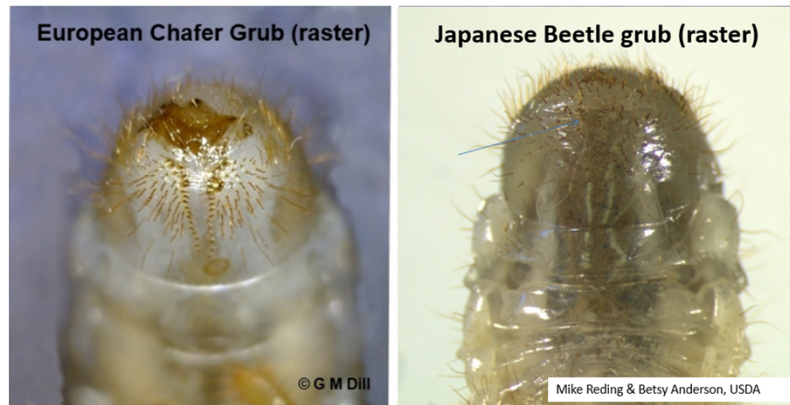 European Chafer Grub (raster)
Japanese Beetle grub (raster)
© G M Dill
Mike Reding & Betsy Anderson, USDA